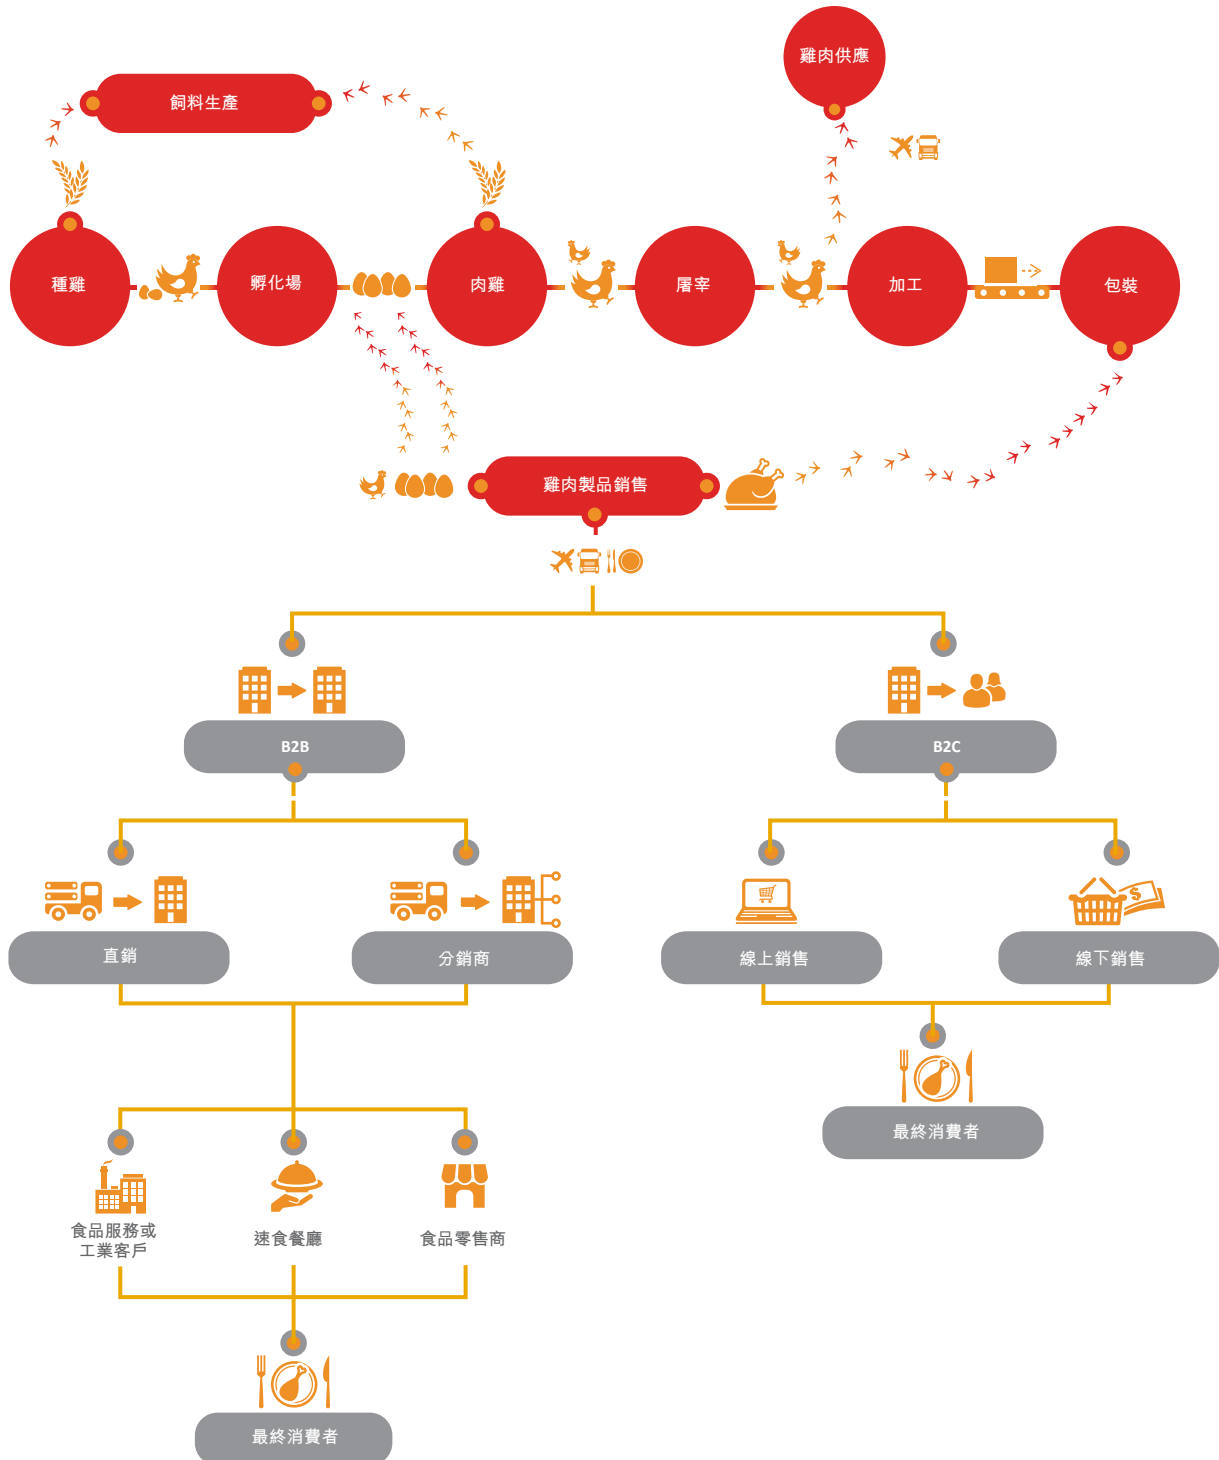 雞肉供應
飼料生產
種雞
孵化場
肉雞
屠宰
加工
包裝
雞肉製品銷售
B2B
B2C
直銷
分銷商
線上銷售
線下銷售
最終消費者
食品服務或
工業客戶
速食餐廳
食品零售商
最終消費者